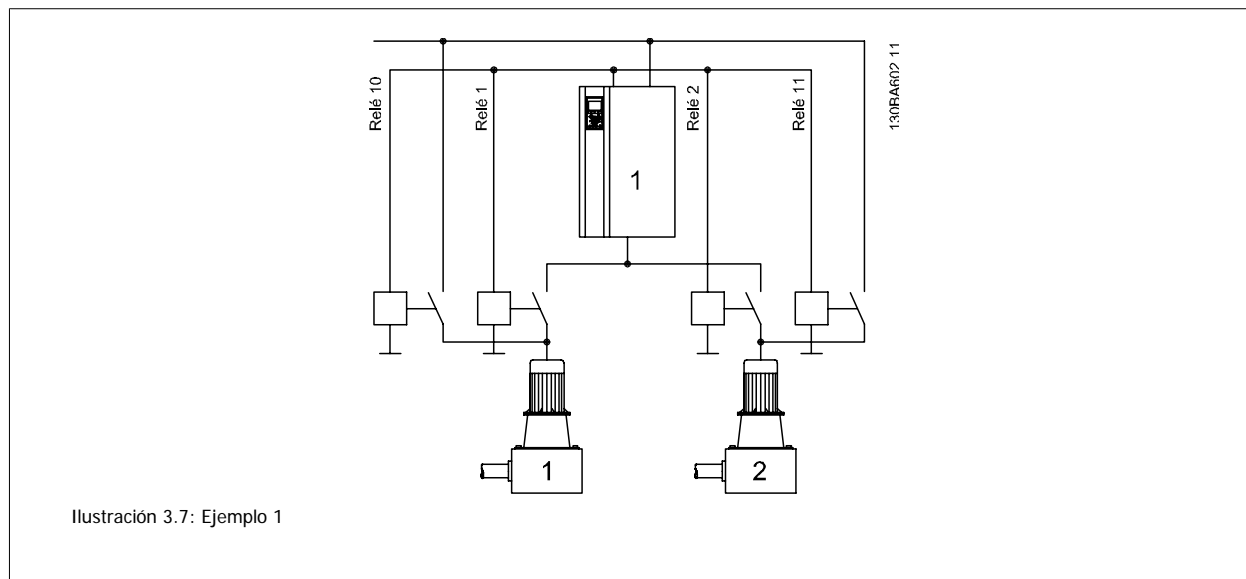 Relé 10
Relé 1
Relé 2
Relé 11
130BA602.11
1
1
2
Ilustración 3.7: Ejemplo 1